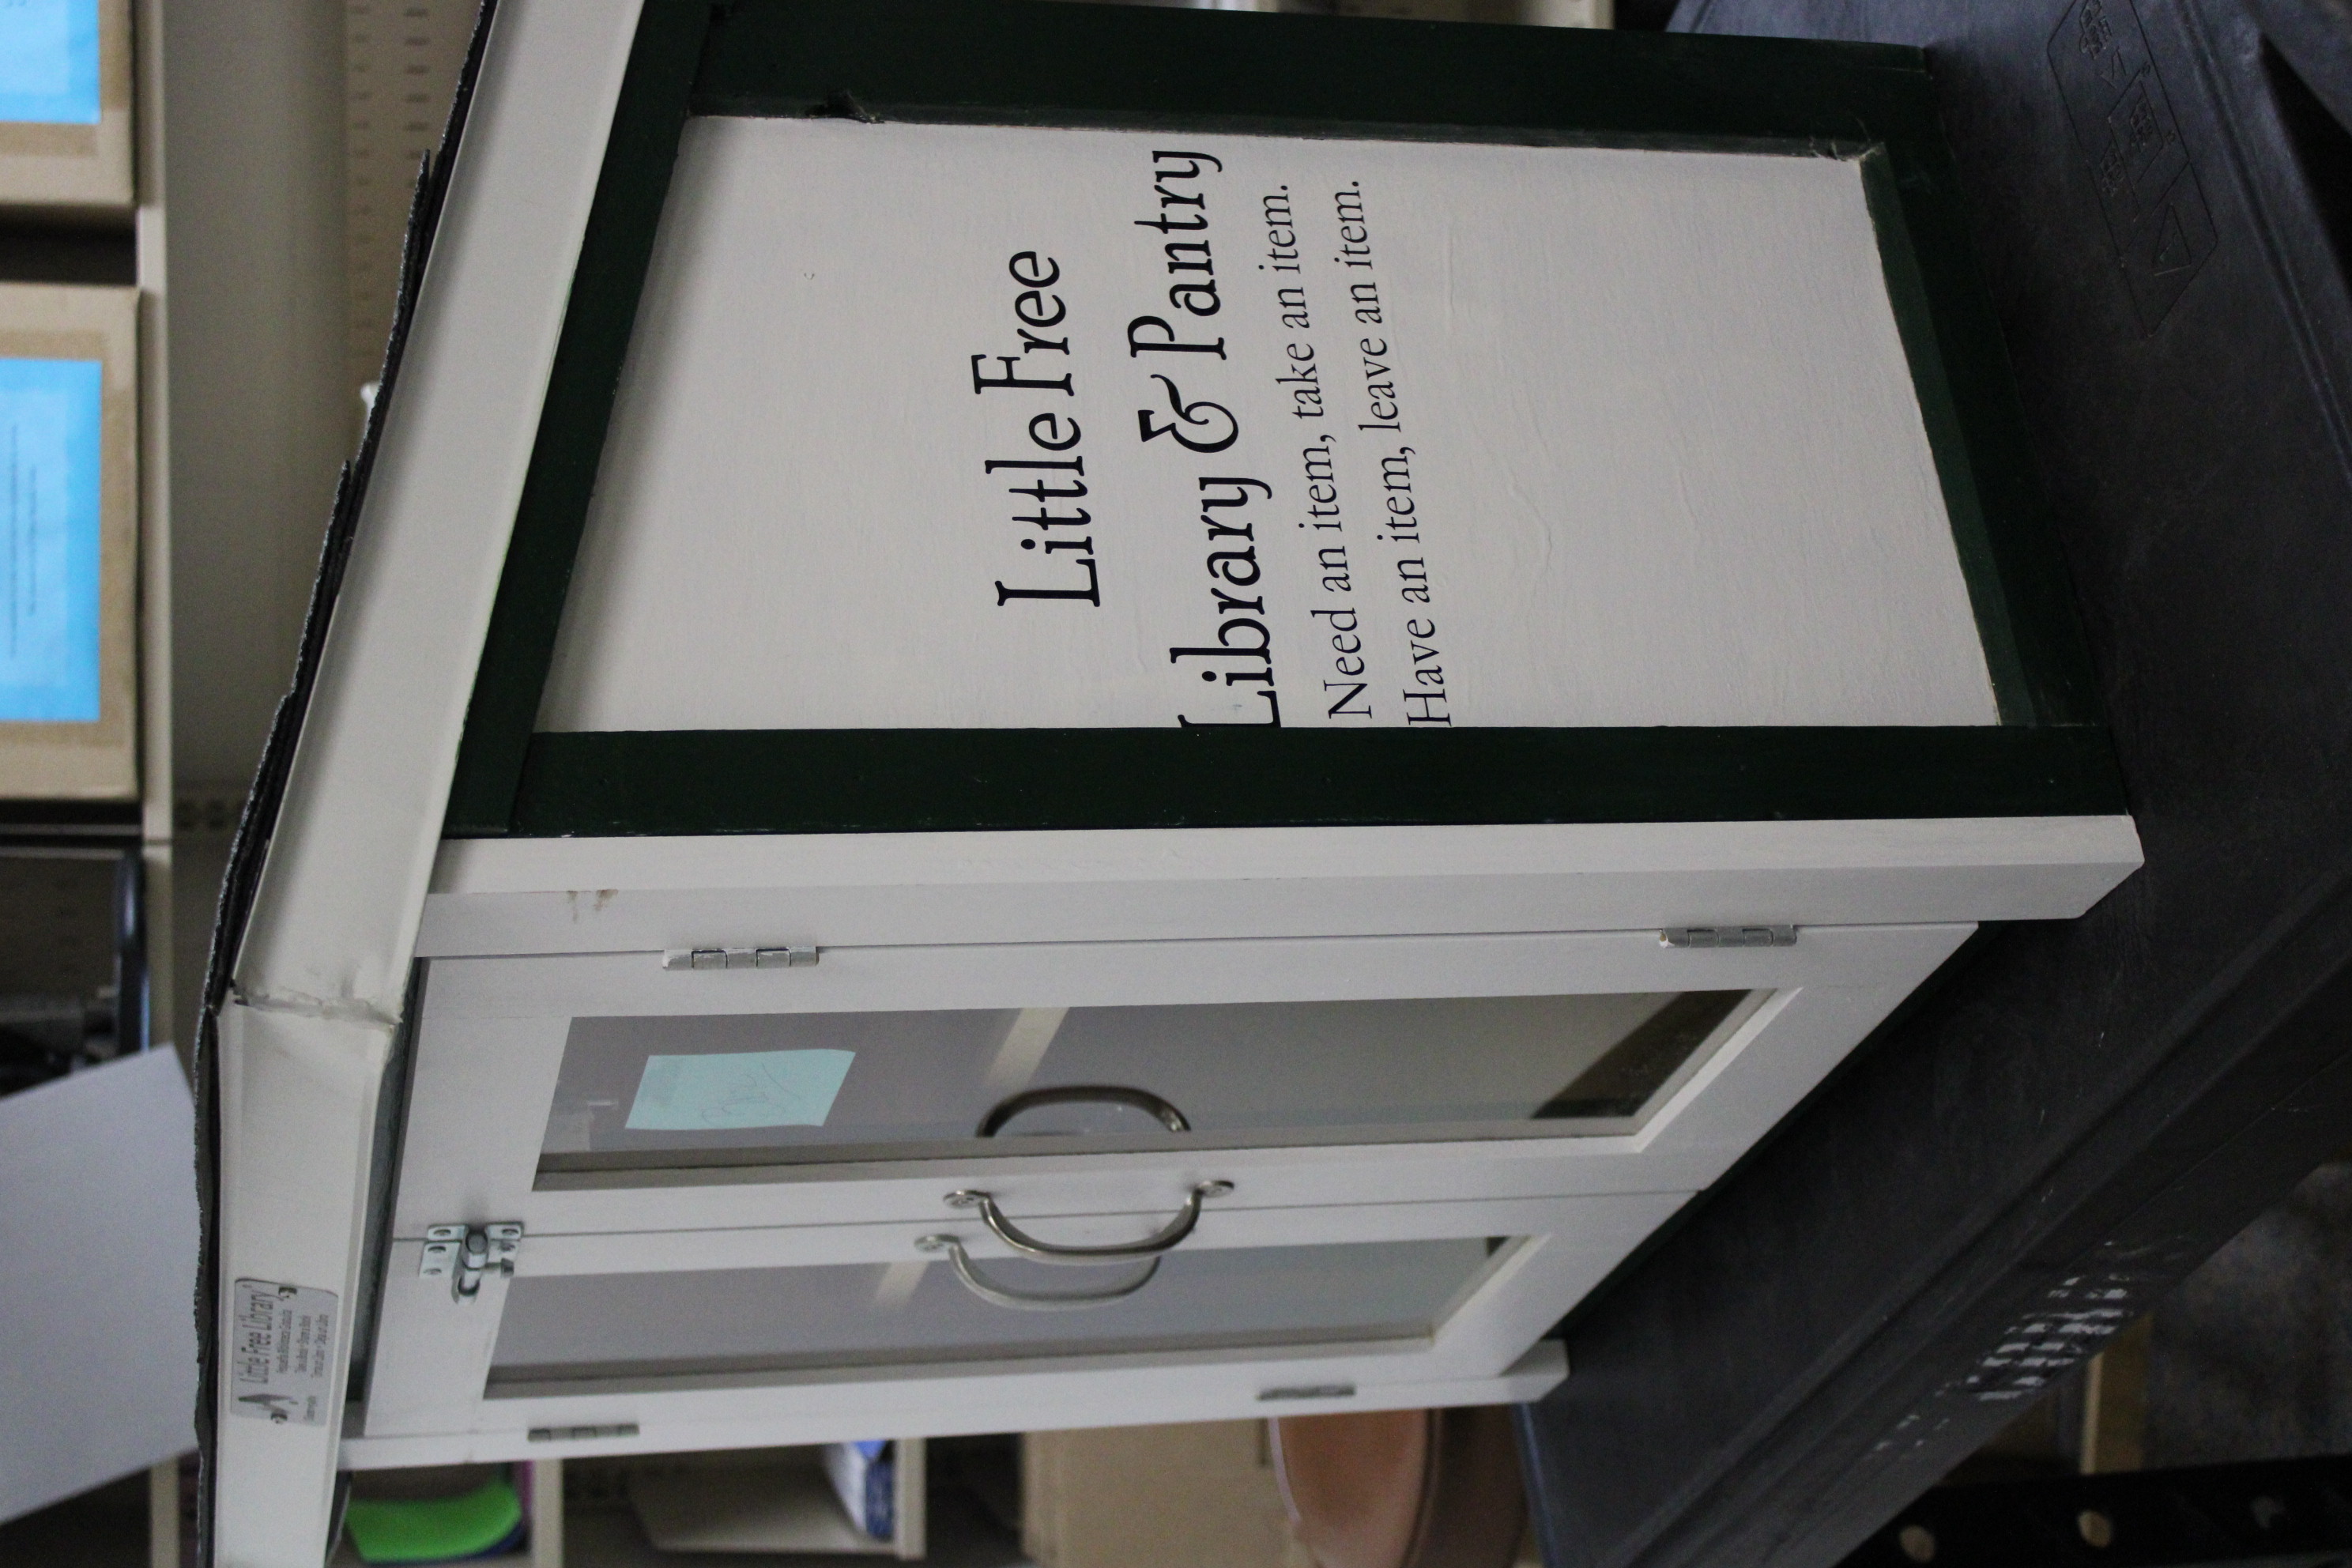 Little Free
Library & Pantry
Need an item, take an item.
Have an item, leave an item.
Little Free Library